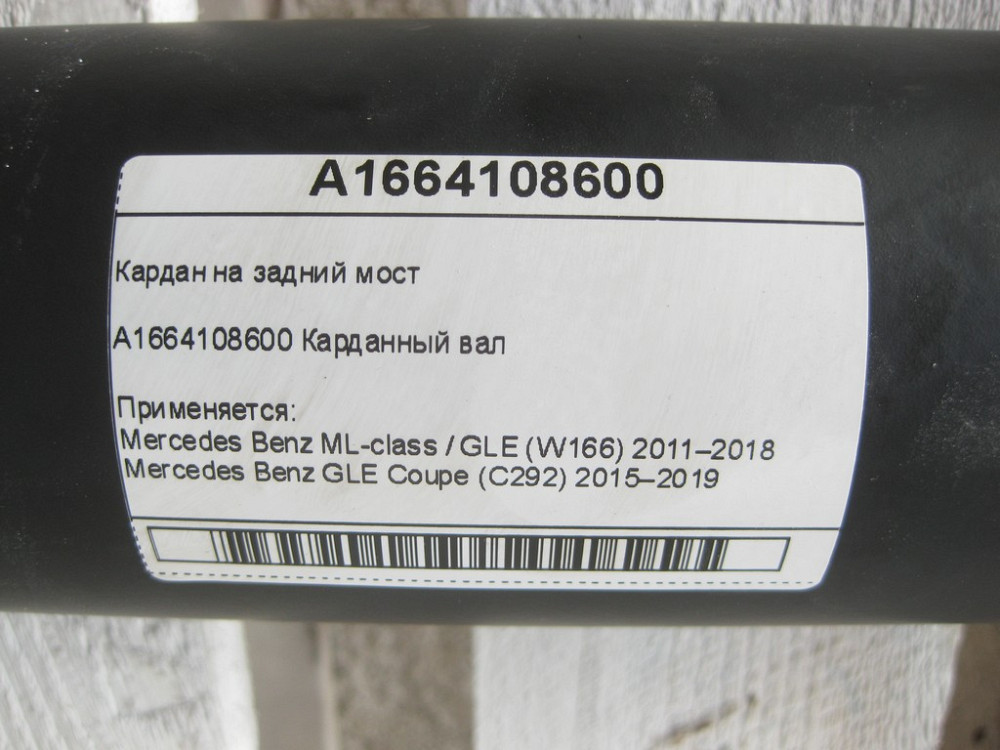 A1664108600
Кардан на задний мост
A1664108600 Карданный вал
Применяется:
Mercedes Benz ML-class / GLE (W166) 2011–2018
Mercedes Benz GLE Coupe (C292) 2015–2019